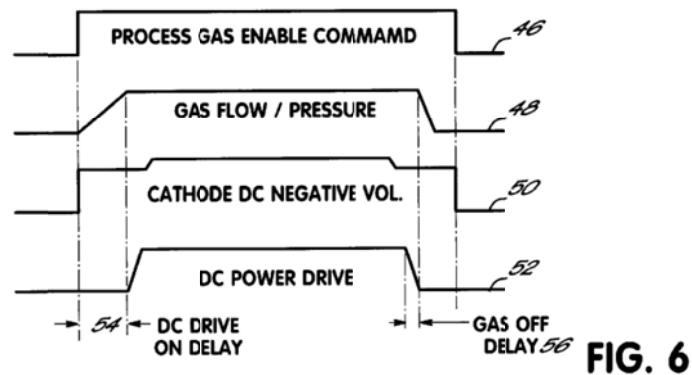 PROCESS GAS ENABLE COMMAMD
46
GAS FLOW / PRESSURE
48
CATHODE DC NEGATIVE VOL.
50
DC POWER DRIVE
52
54
DC DRIVE
ON DELAY
GAS OFF
DELAY 56
FIG. 6